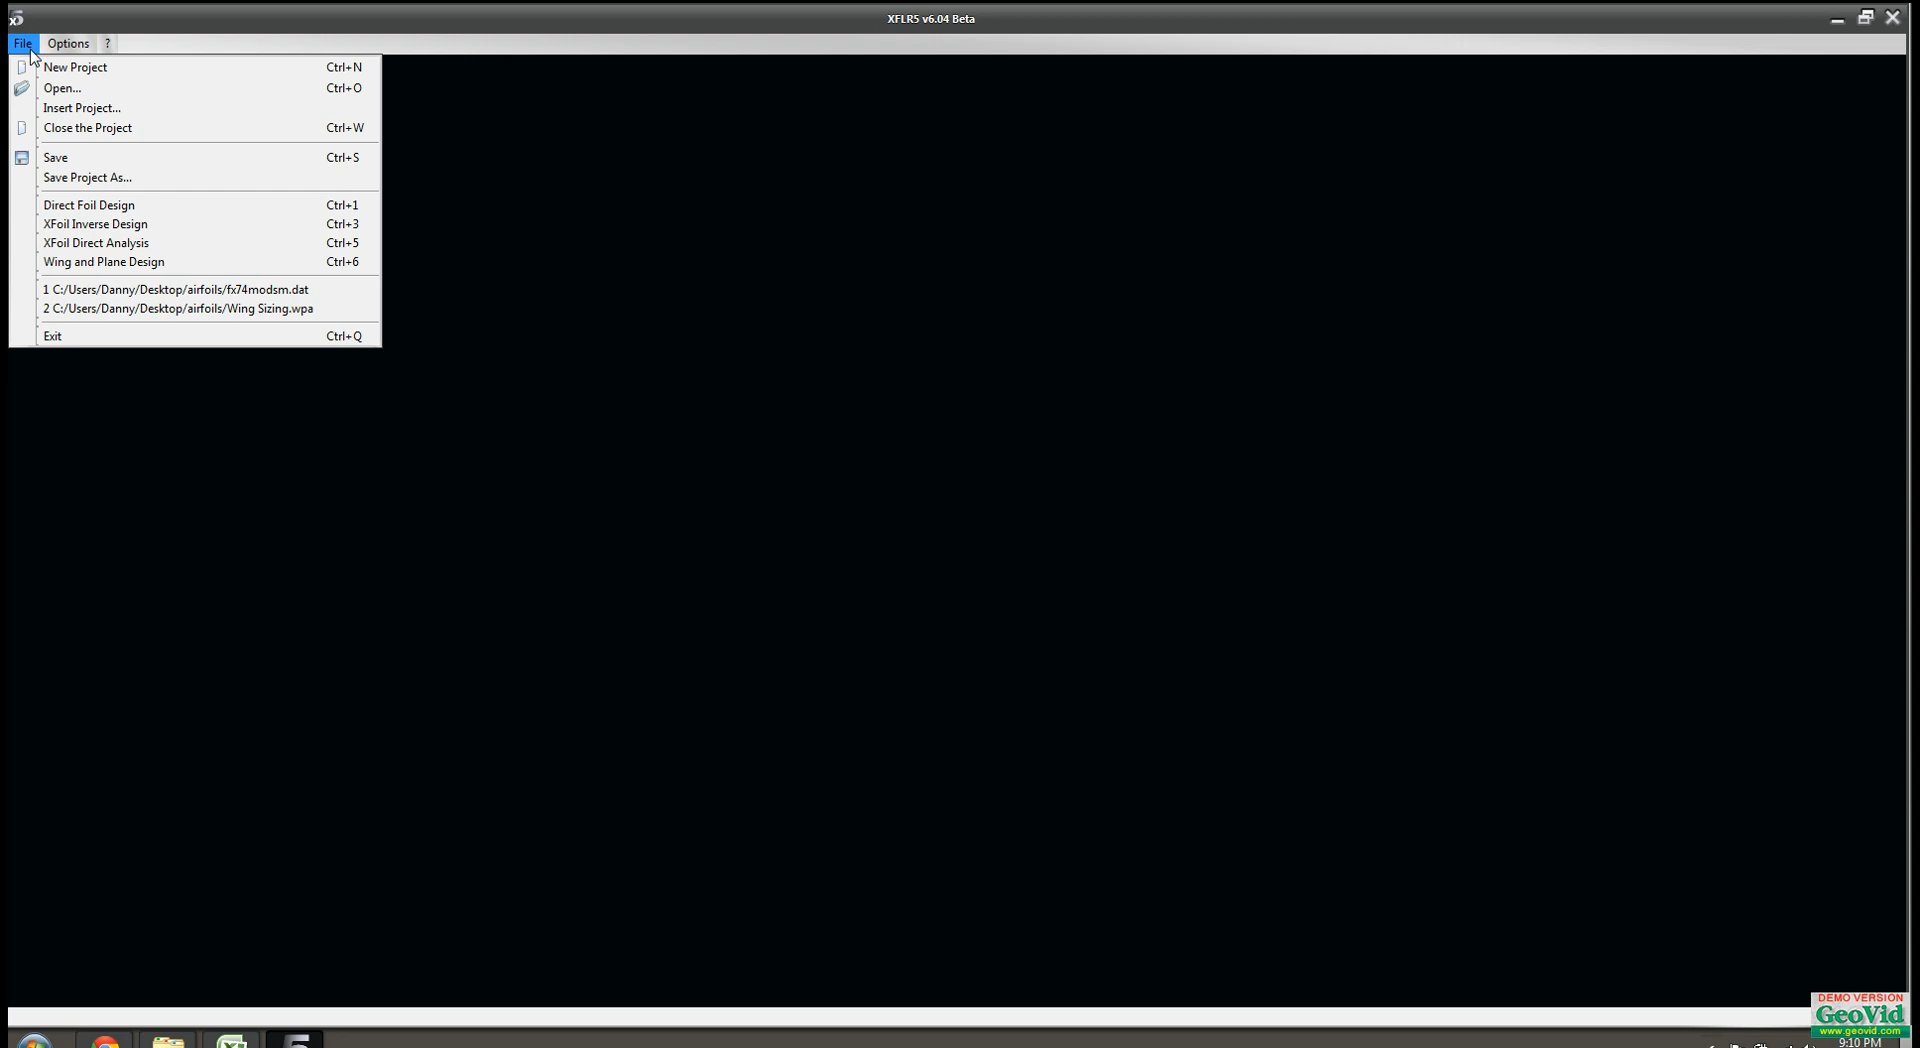 XFLR5 v6.04 Beta
File Options ?
New Project Ctrl+N
Open... Ctrl+O
Insert Project...
Close the Project Ctrl+W
Save Ctrl+S
Save Project As...
Direct Foil Design Ctrl+1
XFoil Inverse Design Ctrl+3
XFoil Direct Analysis Ctrl+5
Wing and Plane Design Ctrl+6
1 C:/Users/Danny/Desktop/airfoils/fx74modsm.dat
2 C:/Users/Danny/Desktop/airfoils/Wing Sizing.wpa
Exit Ctrl+Q
DEMO VERSION
GeoVid
www.geovid.com
9:10 PM